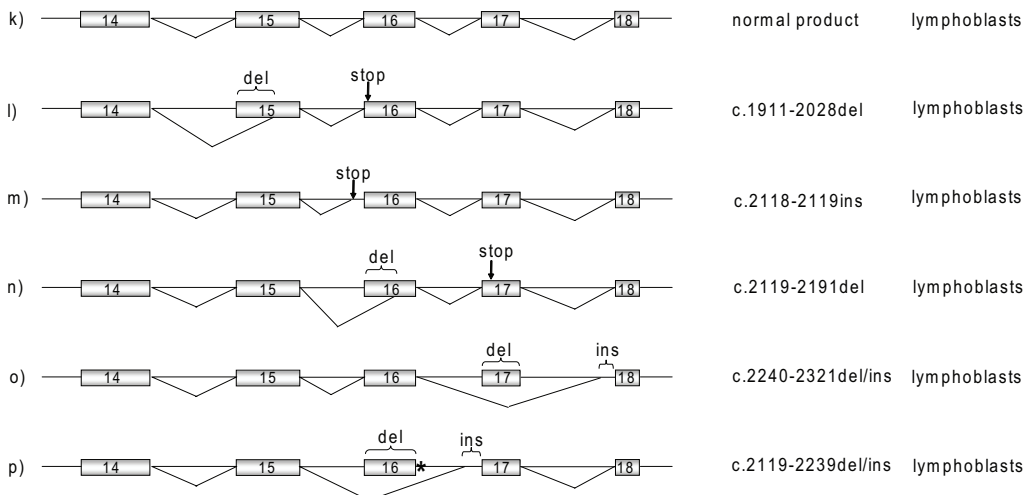 k) 14 15 16 17 18 normal product lymphoblasts
del stop
l) 14 15 16 17 18 c.1911-2028del lymphoblasts
stop
m) 14 15 16 17 18 c.2118-2119ins lymphoblasts
del stop
n) 14 15 16 17 18 c.2119-2191del lymphoblasts
del ins
o) 14 15 16 17 18 c.2240-2321del/ins lymphoblasts
del ins
p) 14 15 16 * 17 18 c.2119-2239del/ins lymphoblasts